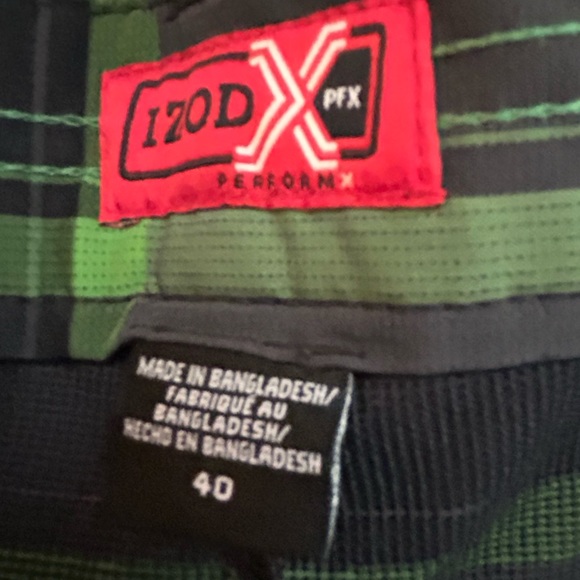 IZOD
PFX
PERFORMX
MADE IN BANGLADESH/
FABRIQUÉ AU
BANGLADESH/
HECHO EN BANGLADESH
40